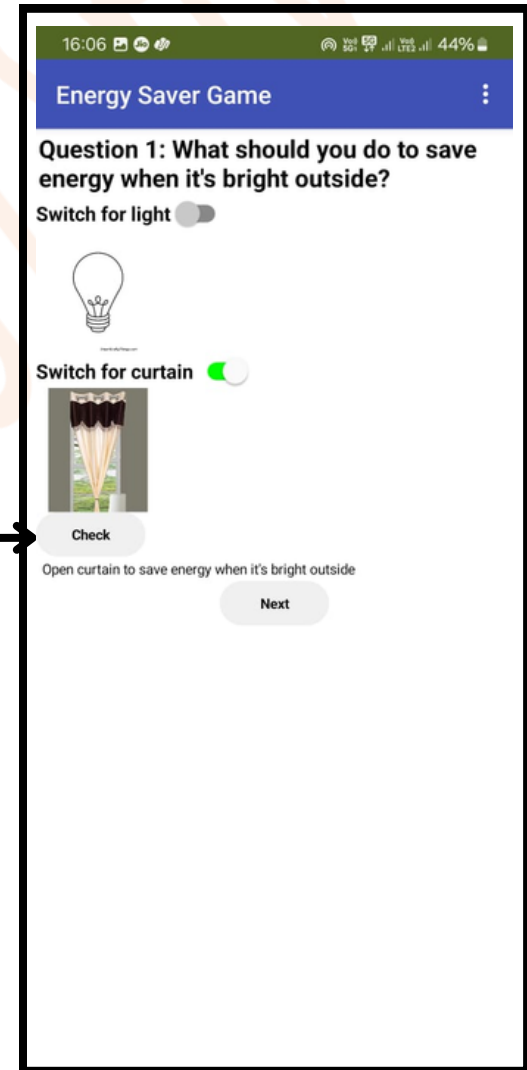 16:06 44%
Energy Saver Game
Question 1: What should you do to save
energy when it's bright outside?
Switch for light
Switch for curtain
Check
Open curtain to save energy when it's bright outside
Next